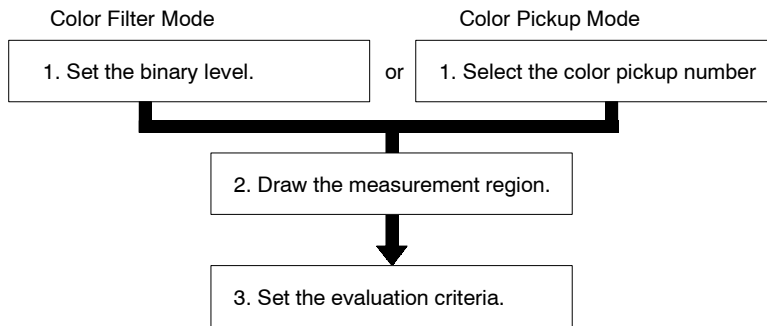 Color Filter Mode
Color Pickup Mode
1. Set the binary level.
or
1. Select the color pickup number
2. Draw the measurement region.
3. Set the evaluation criteria.